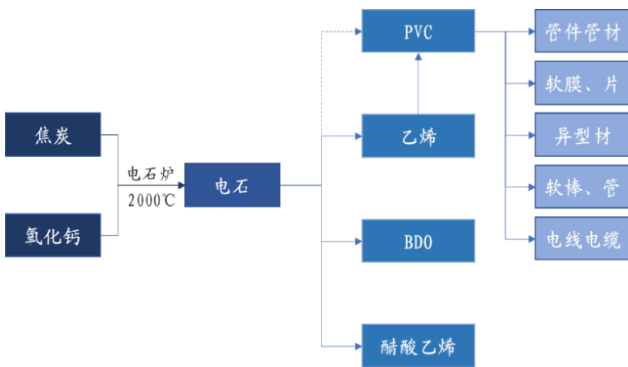 焦炭
氧化钙
电石炉
2000℃
电石
PVC
乙烯
BDO
醋酸乙烯
管件管材
软膜、片
异型材
软棒、管
电线电缆